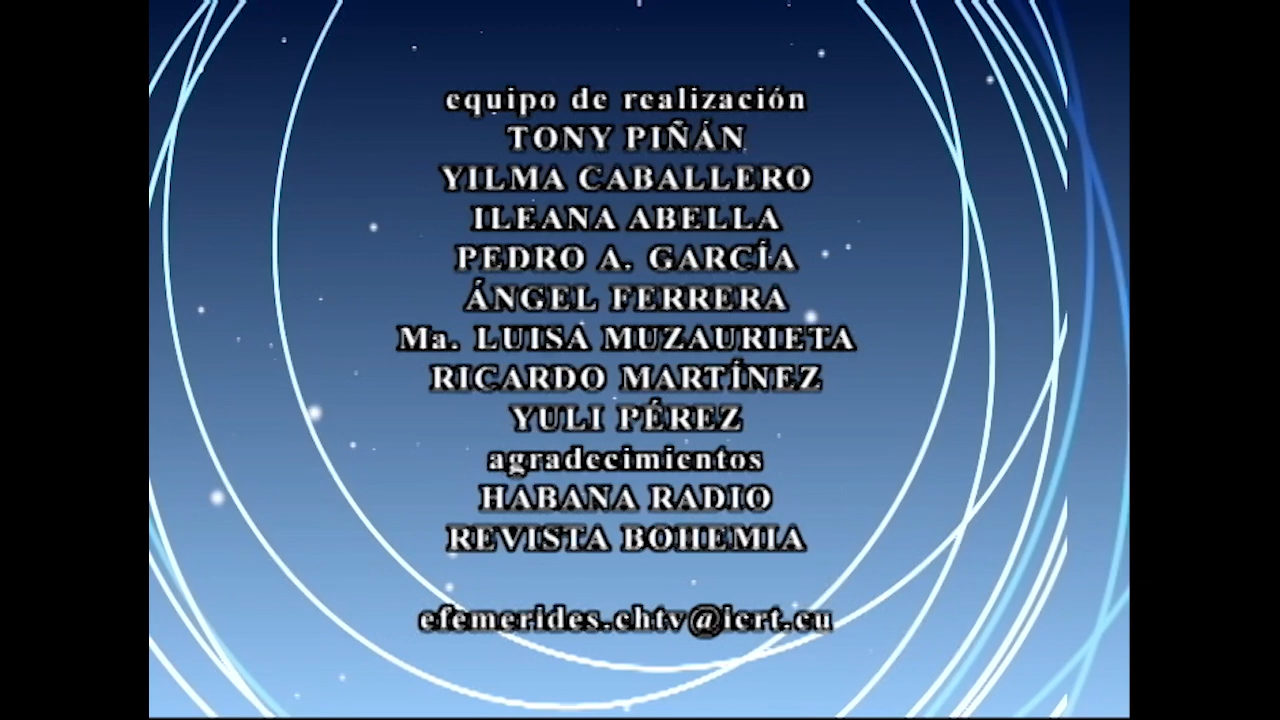 equipo de realización
TONY PIÑÁN
YILMA CABALLERO
ILEANA ABELLA
PEDRO A. GARCÍA
ÁNGEL FERRERA
Ma. LUISA MUZAURIETA
RICARDO MARTÍNEZ
YULI PÉREZ
agradecimientos
HABANA RADIO
REVISTA BOHEMIA
efemerides.chtv@icrt.cu